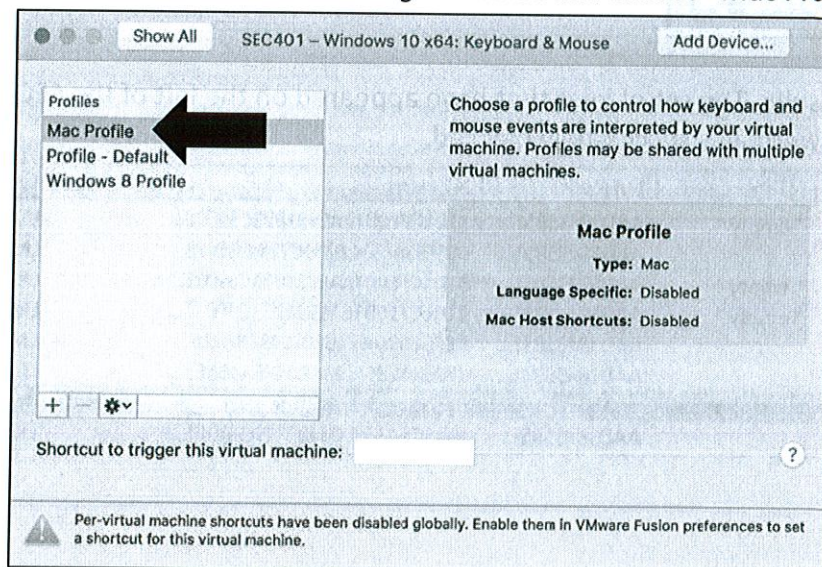 Show All
SEC401 – Windows 10 x64: Keyboard & Mouse
Add Device...
Profiles
Mac Profile
Profile - Default
Windows 8 Profile
Choose a profile to control how keyboard and
mouse events are interpreted by your virtual
machine. Profiles may be shared with multiple
virtual machines.
Mac Profile
Type: Mac
Language Specific: Disabled
Mac Host Shortcuts: Disabled
Shortcut to trigger this virtual machine:
?
Per-virtual machine shortcuts have been disabled globally. Enable them in VMware Fusion preferences to set
a shortcut for this virtual machine.